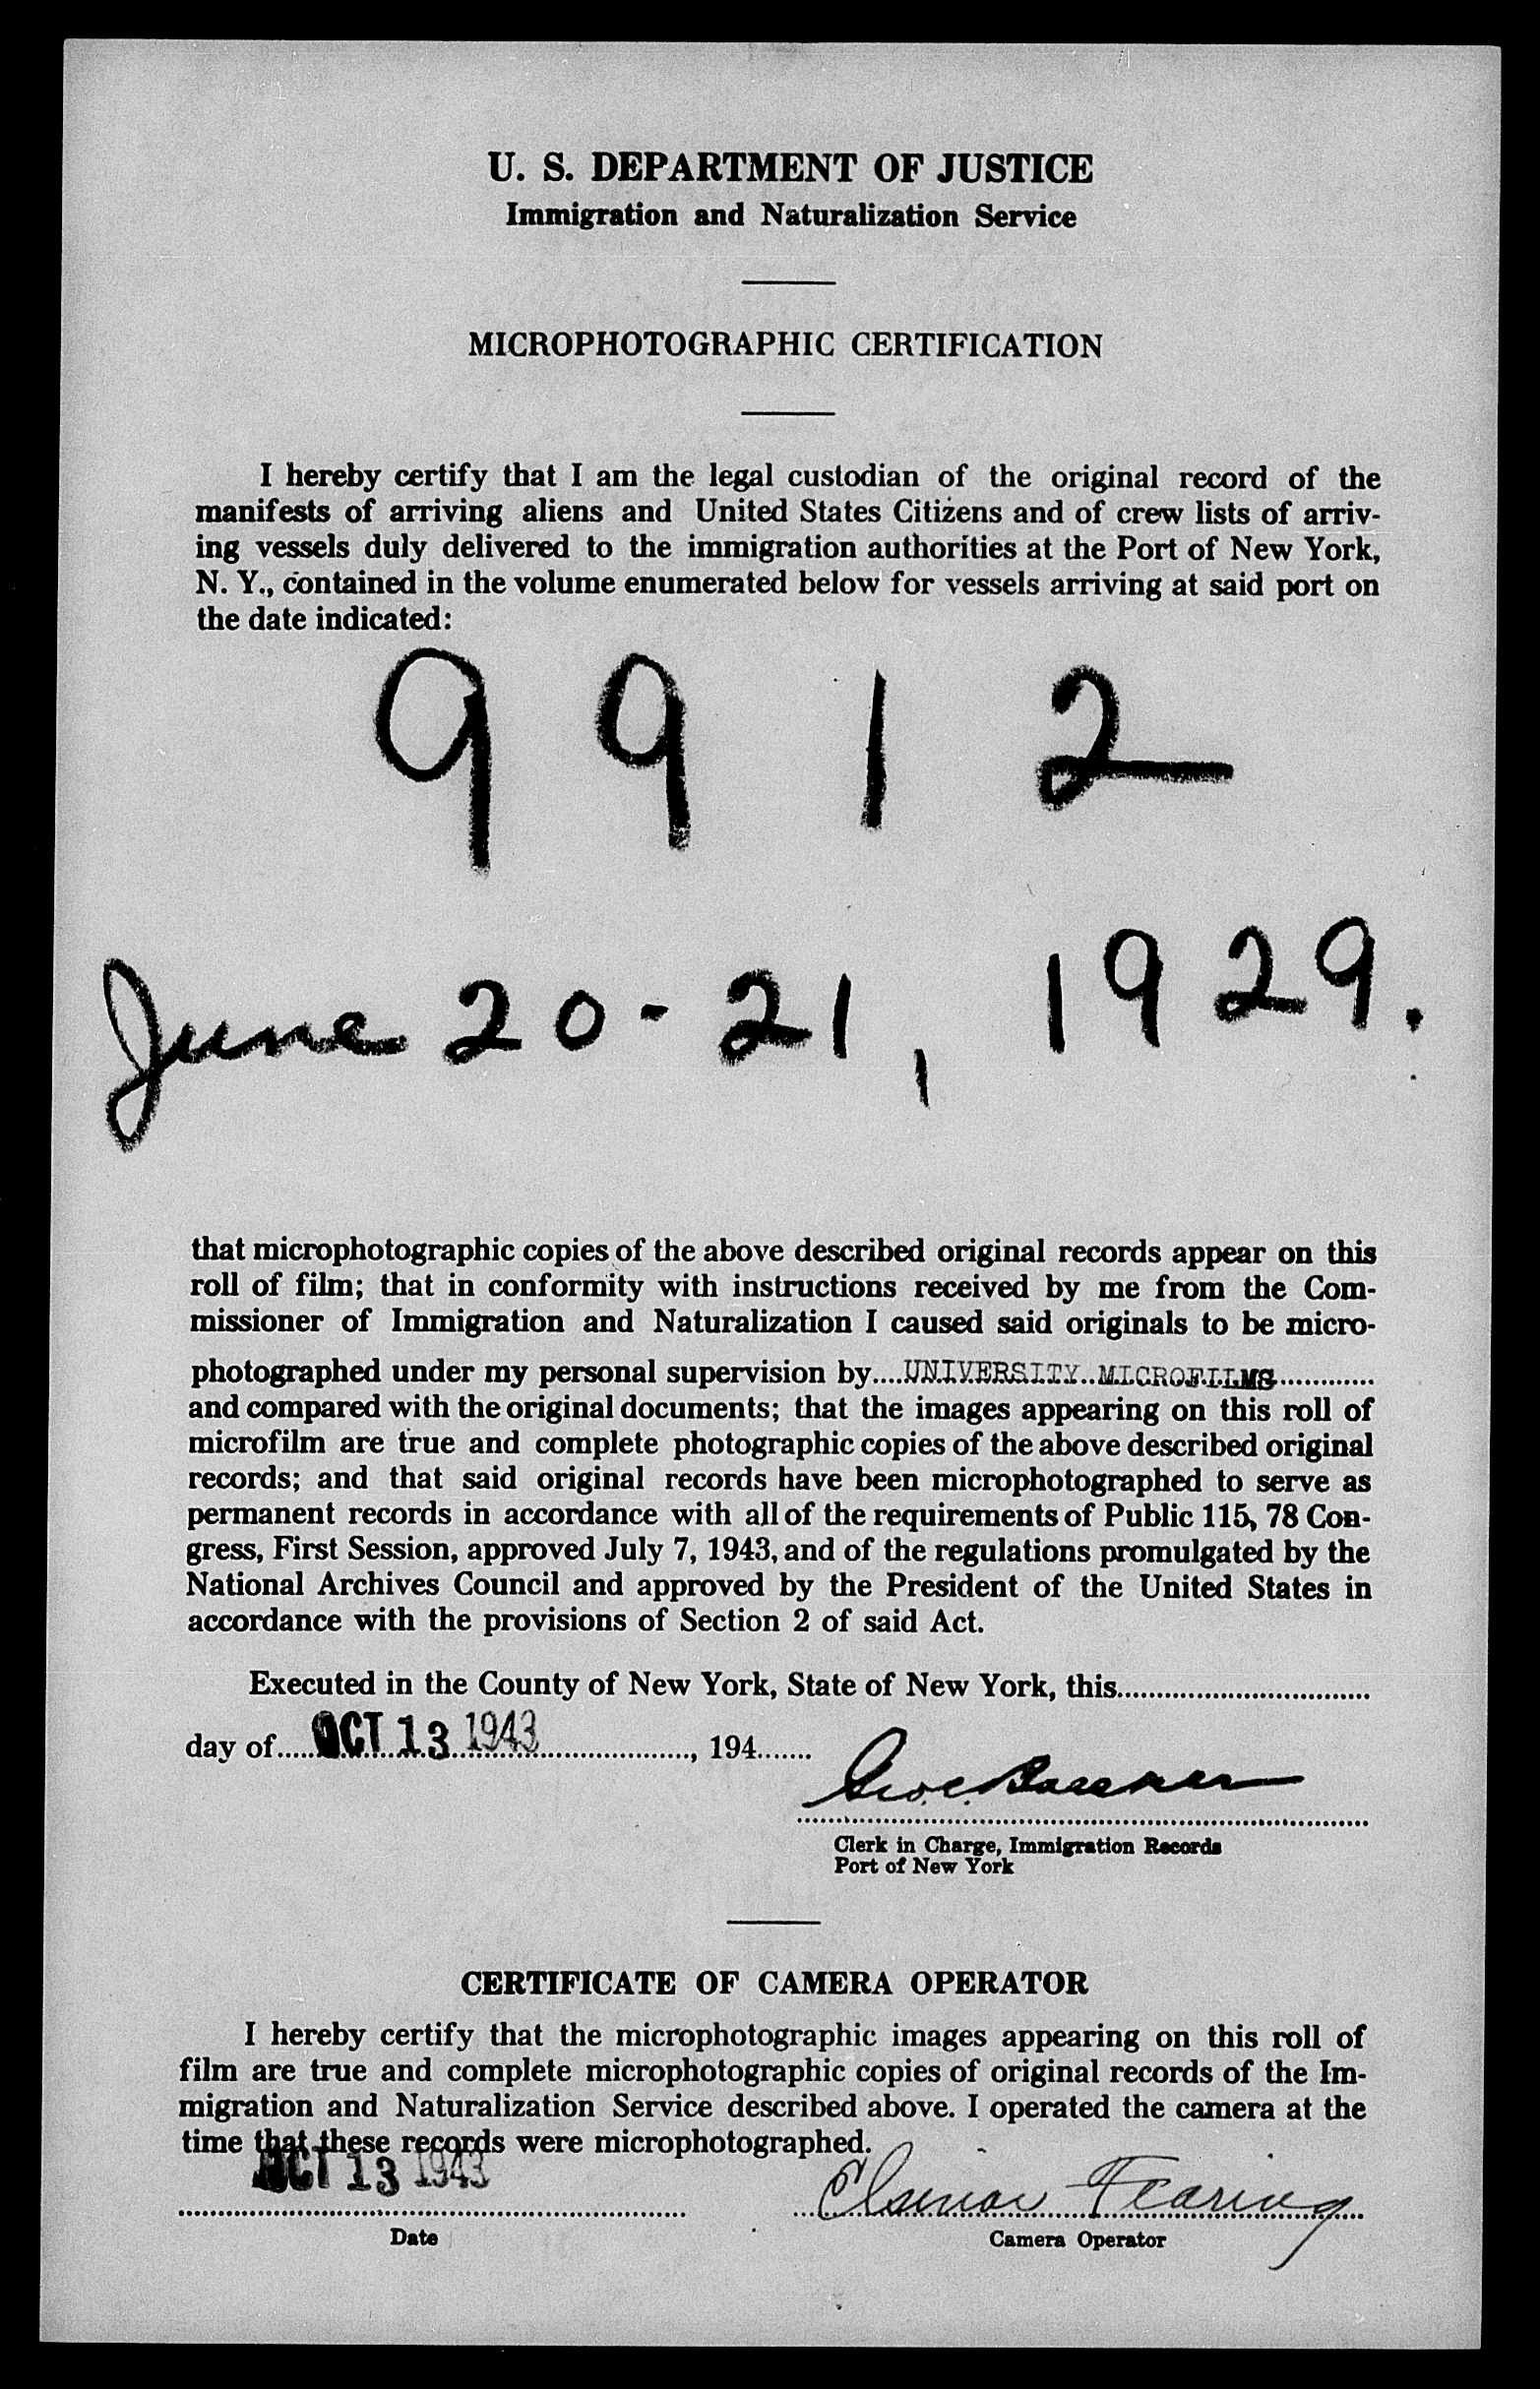 U. S. DEPARTMENT OF JUSTICE
Immigration and Naturalization Service
MICROPHOTOGRAPHIC CERTIFICATION
I hereby certify that I am the legal custodian of the original record of the
manifests of arriving aliens and United States Citizens and of crew lists of arriv-
ing vessels duly delivered to the immigration authorities at the Port of New York,
N. Y., contained in the volume enumerated below for vessels arriving at said port on
the date indicated:
9912
June 20-21, 1929.
that microphotographic copies of the above described original records appear on this
roll of film; that in conformity with instructions received by me from the Com-
missioner of Immigration and Naturalization I caused said originals to be micro-
photographed under my personal supervision by....UNIVERSITY..MICROFILMS............
and compared with the original documents; that the images appearing on this roll of
microfilm are true and complete photographic copies of the above described original
records; and that said original records have been microphotographed to serve as
permanent records in accordance with all of the requirements of Public 115, 78 Con-
gress, First Session, approved July 7, 1943, and of the regulations promulgated by the
National Archives Council and approved by the President of the United States in
accordance with the provisions of Section 2 of said Act.
Executed in the County of New York, State of New York, this................................
day of.....OCT 13 1943..................., 194.......
Geo. C.
Clerk in Charge, Immigration Records
Port of New York
CERTIFICATE OF CAMERA OPERATOR
I hereby certify that the microphotographic images appearing on this roll of
film are true and complete microphotographic copies of original records of the Im-
migration and Naturalization Service described above. I operated the camera at the
time that these records were microphotographed.
OCT 13 1943
Fearing
Date
Camera Operator